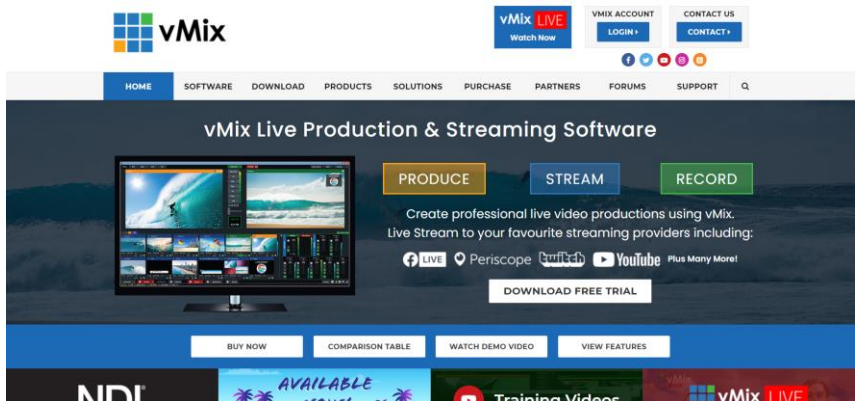 vMix
vMix LIVE
Watch Now
VMIX ACCOUNT
LOGIN
CONTACT US
CONTACT
HOME SOFTWARE DOWNLOAD PRODUCTS SOLUTIONS PURCHASE PARTNERS FORUMS SUPPORT
vMix Live Production & Streaming Software
PRODUCE STREAM RECORD
Create professional live video productions using vMix.
Live Stream to your favourite streaming providers including:
LIVE Periscope twitch YouTube Plus Many More!
DOWNLOAD FREE TRIAL
BUY NOW COMPARISON TABLE WATCH DEMO VIDEO VIEW FEATURES
NDI AVAILABLE Training Videos vMix LIVE